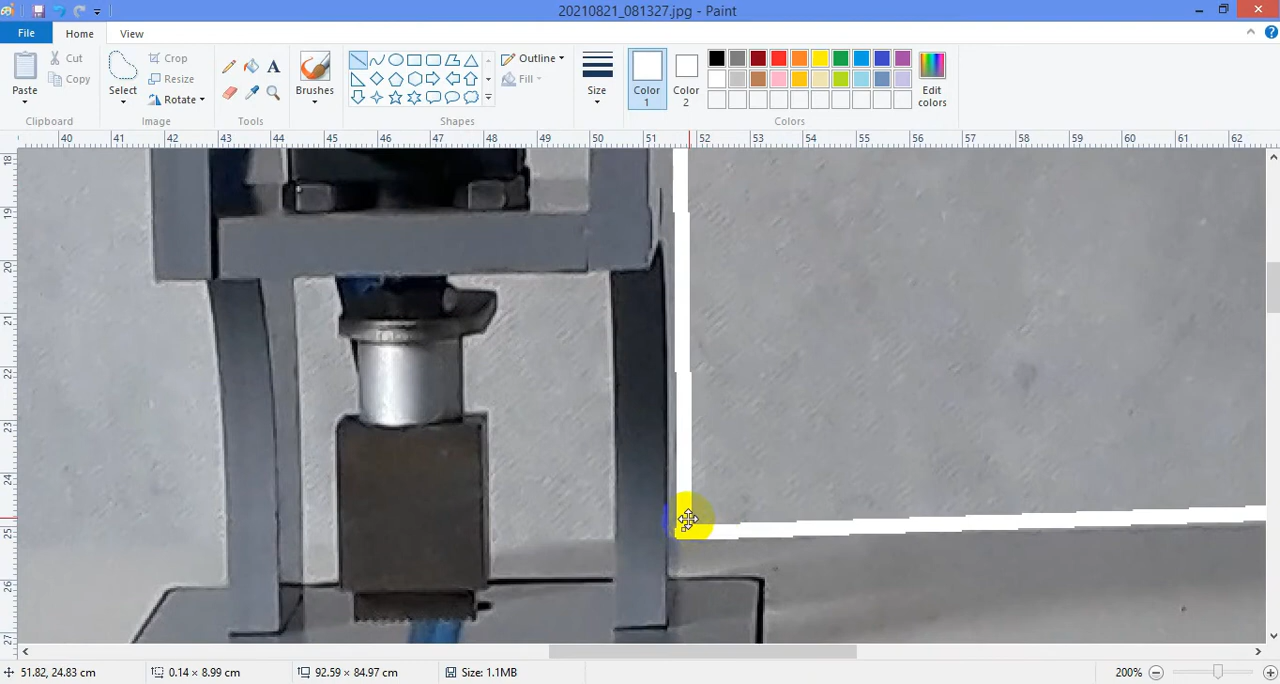 20210821_081327.jpg - Paint
File Home View
Paste
Cut
Copy
Clipboard
Select
Crop
Resize
Rotate
Image
A
Tools
Brushes
Shapes
Outline
Fill
Size
Color 1
Color 2
Edit colors
Colors
40 41 42 43 44 45 46 47 48 49 50 51 52 53 54 55 56 57 58 59 60 61 62
18
19
20
21
22
23
24
25
26
27
51.82, 24.83 cm 0.14 × 8.99 cm 92.59 × 84.97 cm Size: 1.1MB 200%